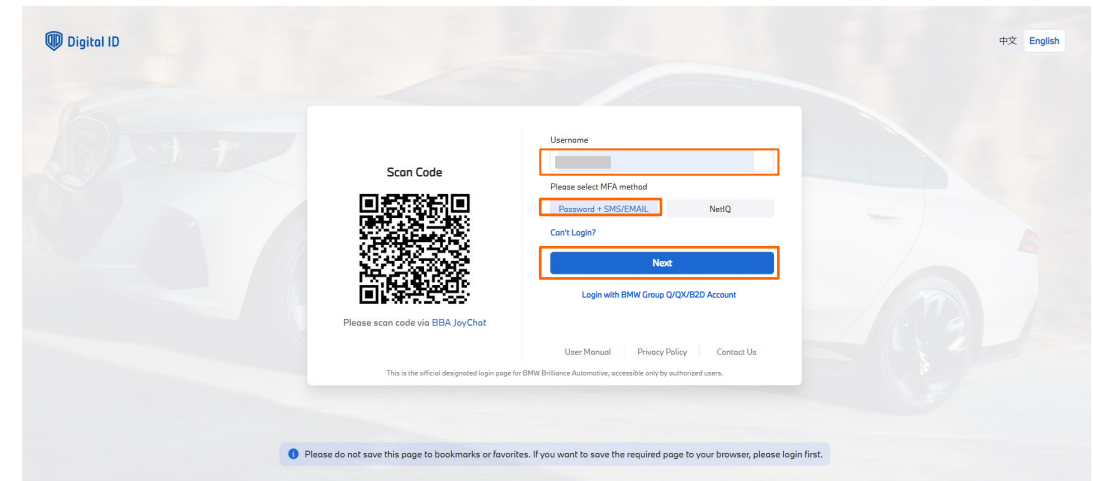 Digital ID
中文 English
Scan Code
Please scan code via BBA JoyChat
Username
Please select MFA method
Password + SMS/EMAIL NetIQ
Can't Login?
Next
Login with BMW Group Q/QX/B2D Account
User Manual Privacy Policy Contact Us
This is the official designated login page for BMW Brilliance Automotive, accessible only by authorized users.
Please do not save this page to bookmarks or favorites. If you want to save the required page to your browser, please login first.